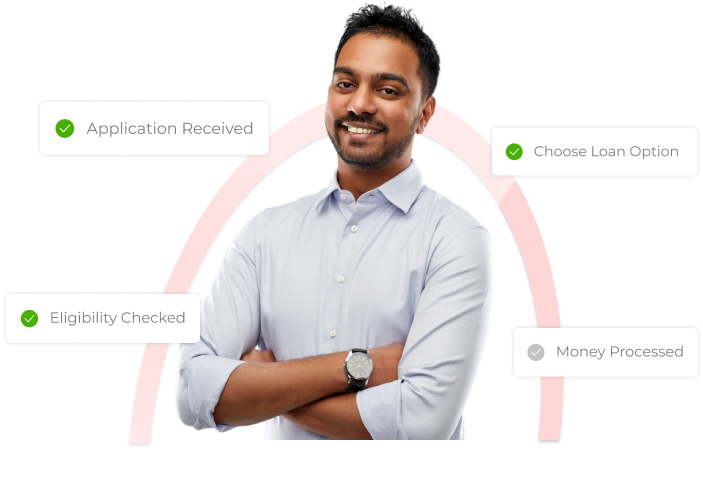 Application Received
Choose Loan Option
Eligibility Checked
Money Processed